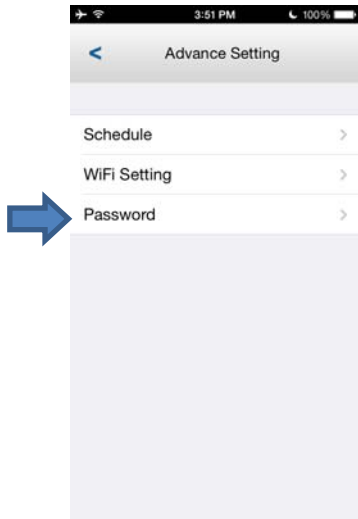 3:51 PM 100%
< Advance Setting
Schedule >
WiFi Setting >
Password >